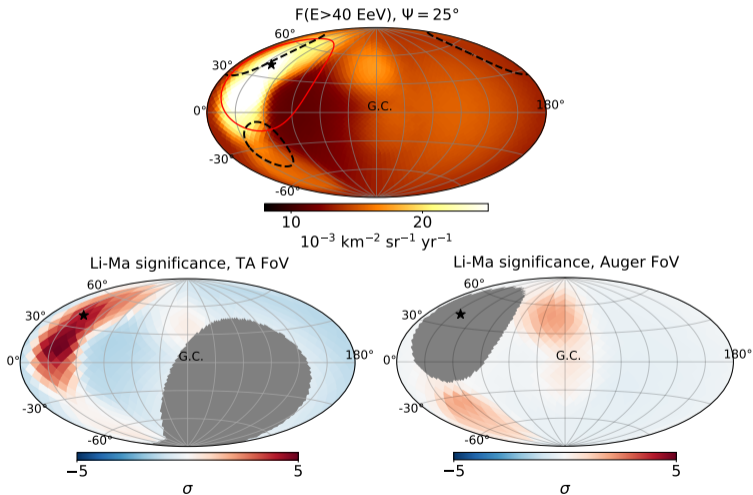 F(E>40 EeV), Ψ = 25°
60°
30°
0°
G.C.
180°
-30°
-60°
10 20
10⁻³ km⁻² sr⁻¹ yr⁻¹
Li-Ma significance, TA FoV
60°
30°
0°
G.C.
180°
-30°
-60°
−5 5
σ
Li-Ma significance, Auger FoV
60°
30°
0°
G.C.
180°
-30°
-60°
−5 5
σ